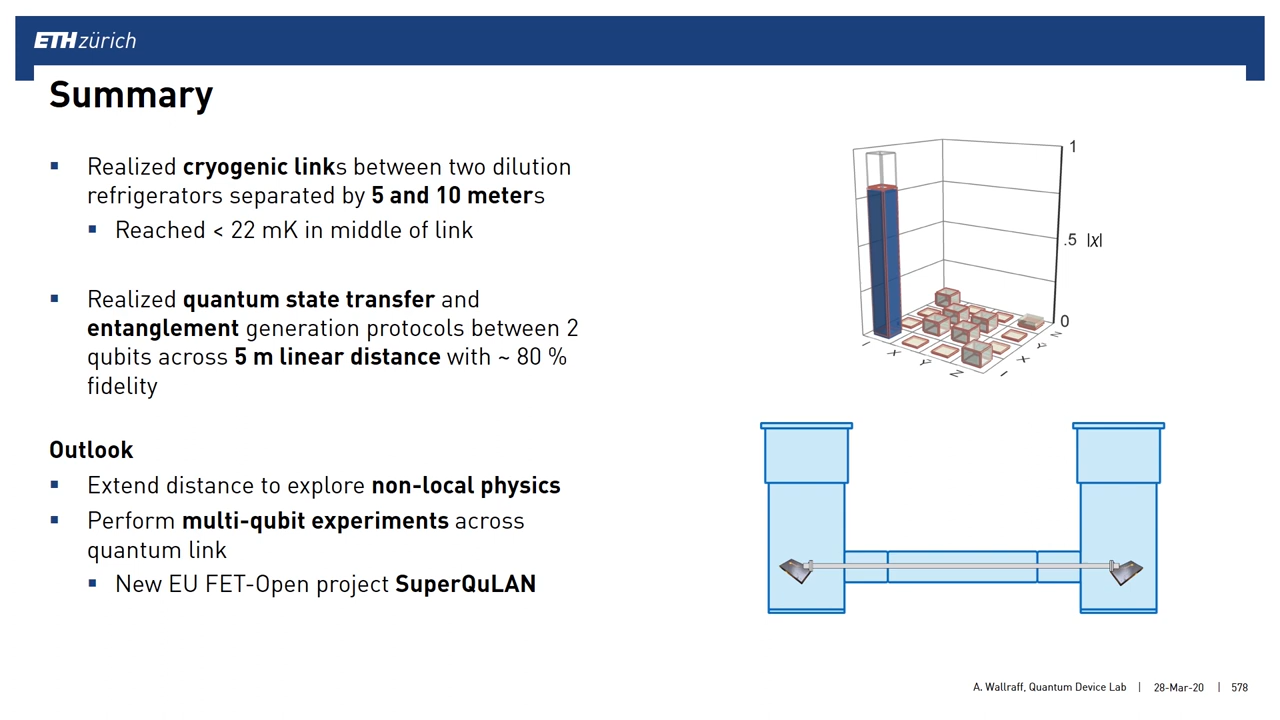 ETH zürich
Summary
▪ Realized cryogenic links between two dilution
refrigerators separated by 5 and 10 meters
▪ Reached < 22 mK in middle of link
▪ Realized quantum state transfer and
entanglement generation protocols between 2
qubits across 5 m linear distance with ~ 80 %
fidelity
Outlook
▪ Extend distance to explore non-local physics
▪ Perform multi-qubit experiments across
quantum link
▪ New EU FET-Open project SuperQuLAN
1
.5 |χ|
0
I X Y Z
I X Y Z
A. Wallraff, Quantum Device Lab | 28-Mar-20 | 578